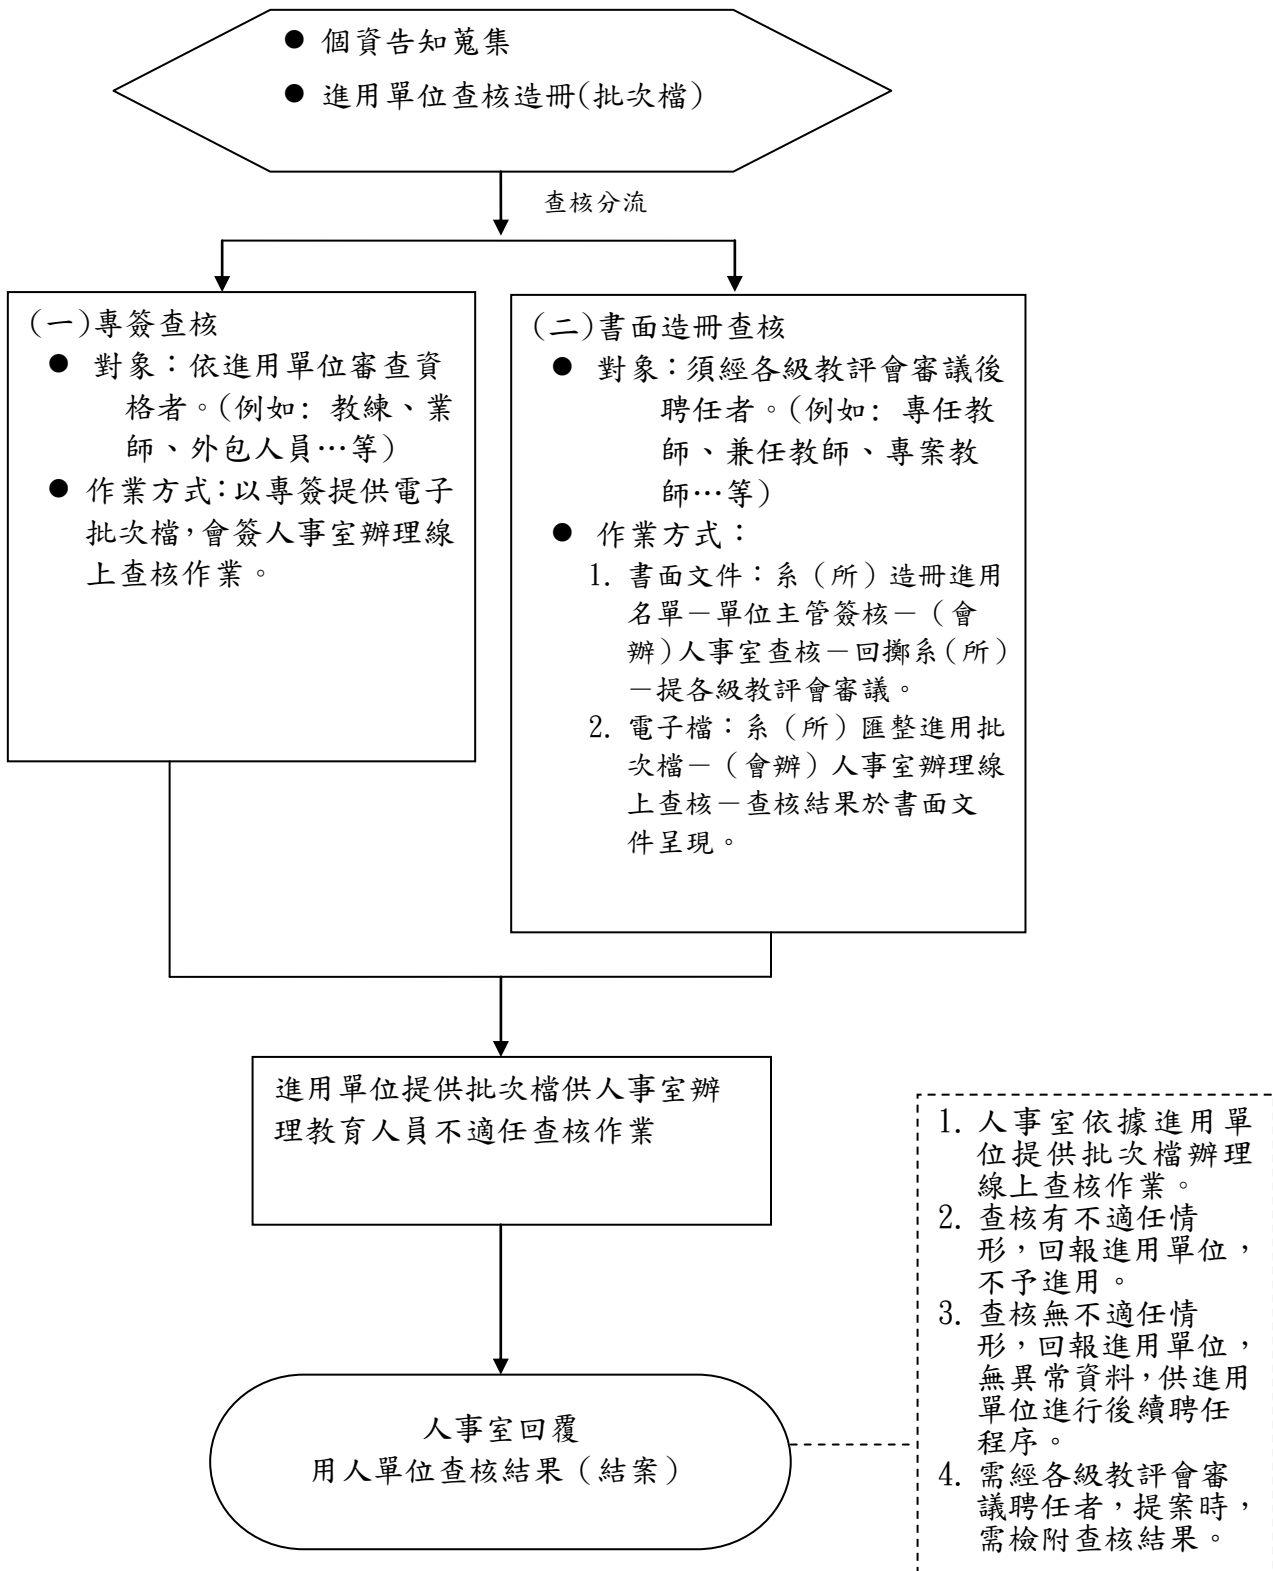 ● 個資告知蒐集
● 進用單位查核造冊(批次檔)
查核分流
(一)專簽查核
● 對象：依進用單位審查資
格者。(例如: 教練、業
師、外包人員…等)
● 作業方式:以專簽提供電子
批次檔,會簽人事室辦理線
上查核作業。
(二)書面造冊查核
● 對象：須經各級教評會審議後
聘任者。(例如: 專任教
師、兼任教師、專案教
師…等)
● 作業方式：
1. 書面文件：系（所）造冊進用
名單－單位主管簽核－（會
辦）人事室查核－回擲系（所）
－提各級教評會審議。
2. 電子檔：系（所）匯整進用批
次檔－（會辦）人事室辦理線
上查核－查核結果於書面文
件呈現。
進用單位提供批次檔供人事室辦
理教育人員不適任查核作業
人事室回覆
用人單位查核結果（結案）
1. 人事室依據進用單
位提供批次檔辦理
線上查核作業。
2. 查核有不適任情
形，回報進用單位，
不予進用。
3. 查核無不適任情
形，回報進用單位，
無異常資料,供進用
單位進行後續聘任
程序。
4. 需經各級教評會審
議聘任者，提案時，
需檢附查核結果。